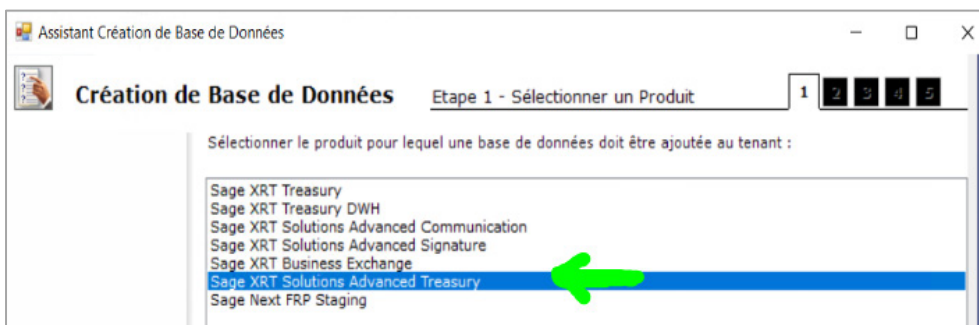 Assistant Création de Base de Données
Création de Base de Données Etape 1 - Sélectionner un Produit 1 2 3 4 5
Sélectionner le produit pour lequel une base de données doit être ajoutée au tenant :
Sage XRT Treasury
Sage XRT Treasury DWH
Sage XRT Solutions Advanced Communication
Sage XRT Solutions Advanced Signature
Sage XRT Business Exchange
Sage XRT Solutions Advanced Treasury
Sage Next FRP Staging